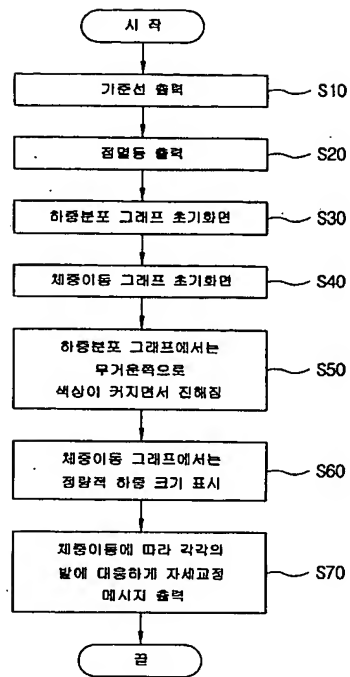 시 작
기준선 출력
S10
점멸등 출력
S20
하중분포 그래프 초기화면
S30
체중이동 그래프 초기화면
S40
하중분포 그래프에서는
무거운쪽으로
색상이 커지면서 진해짐
S50
체중이동 그래프에서는
정량적 하중 크기 표시
S60
체중이동에 따라 각각의
발에 대응하게 자세교정
메시지 출력
S70
끝